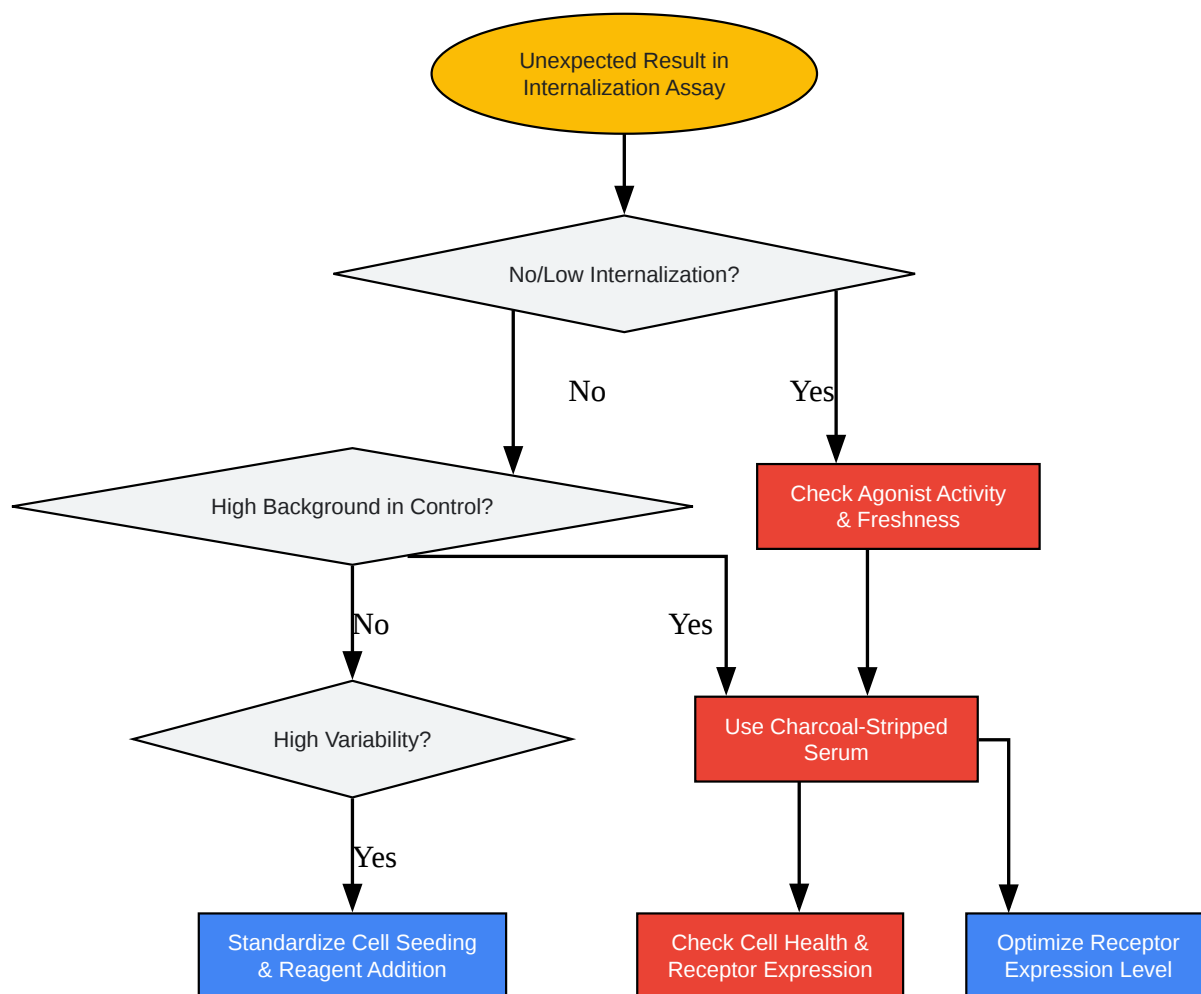 Unexpected Result in
Internalization Assay
No/Low Internalization?
No
Yes
High Background in Control?
Check Agonist Activity
& Freshness
No
Yes
High Variability?
Use Charcoal-Stripped
Serum
Yes
Standardize Cell Seeding
& Reagent Addition
Check Cell Health &
Receptor Expression
Optimize Receptor
Expression Level